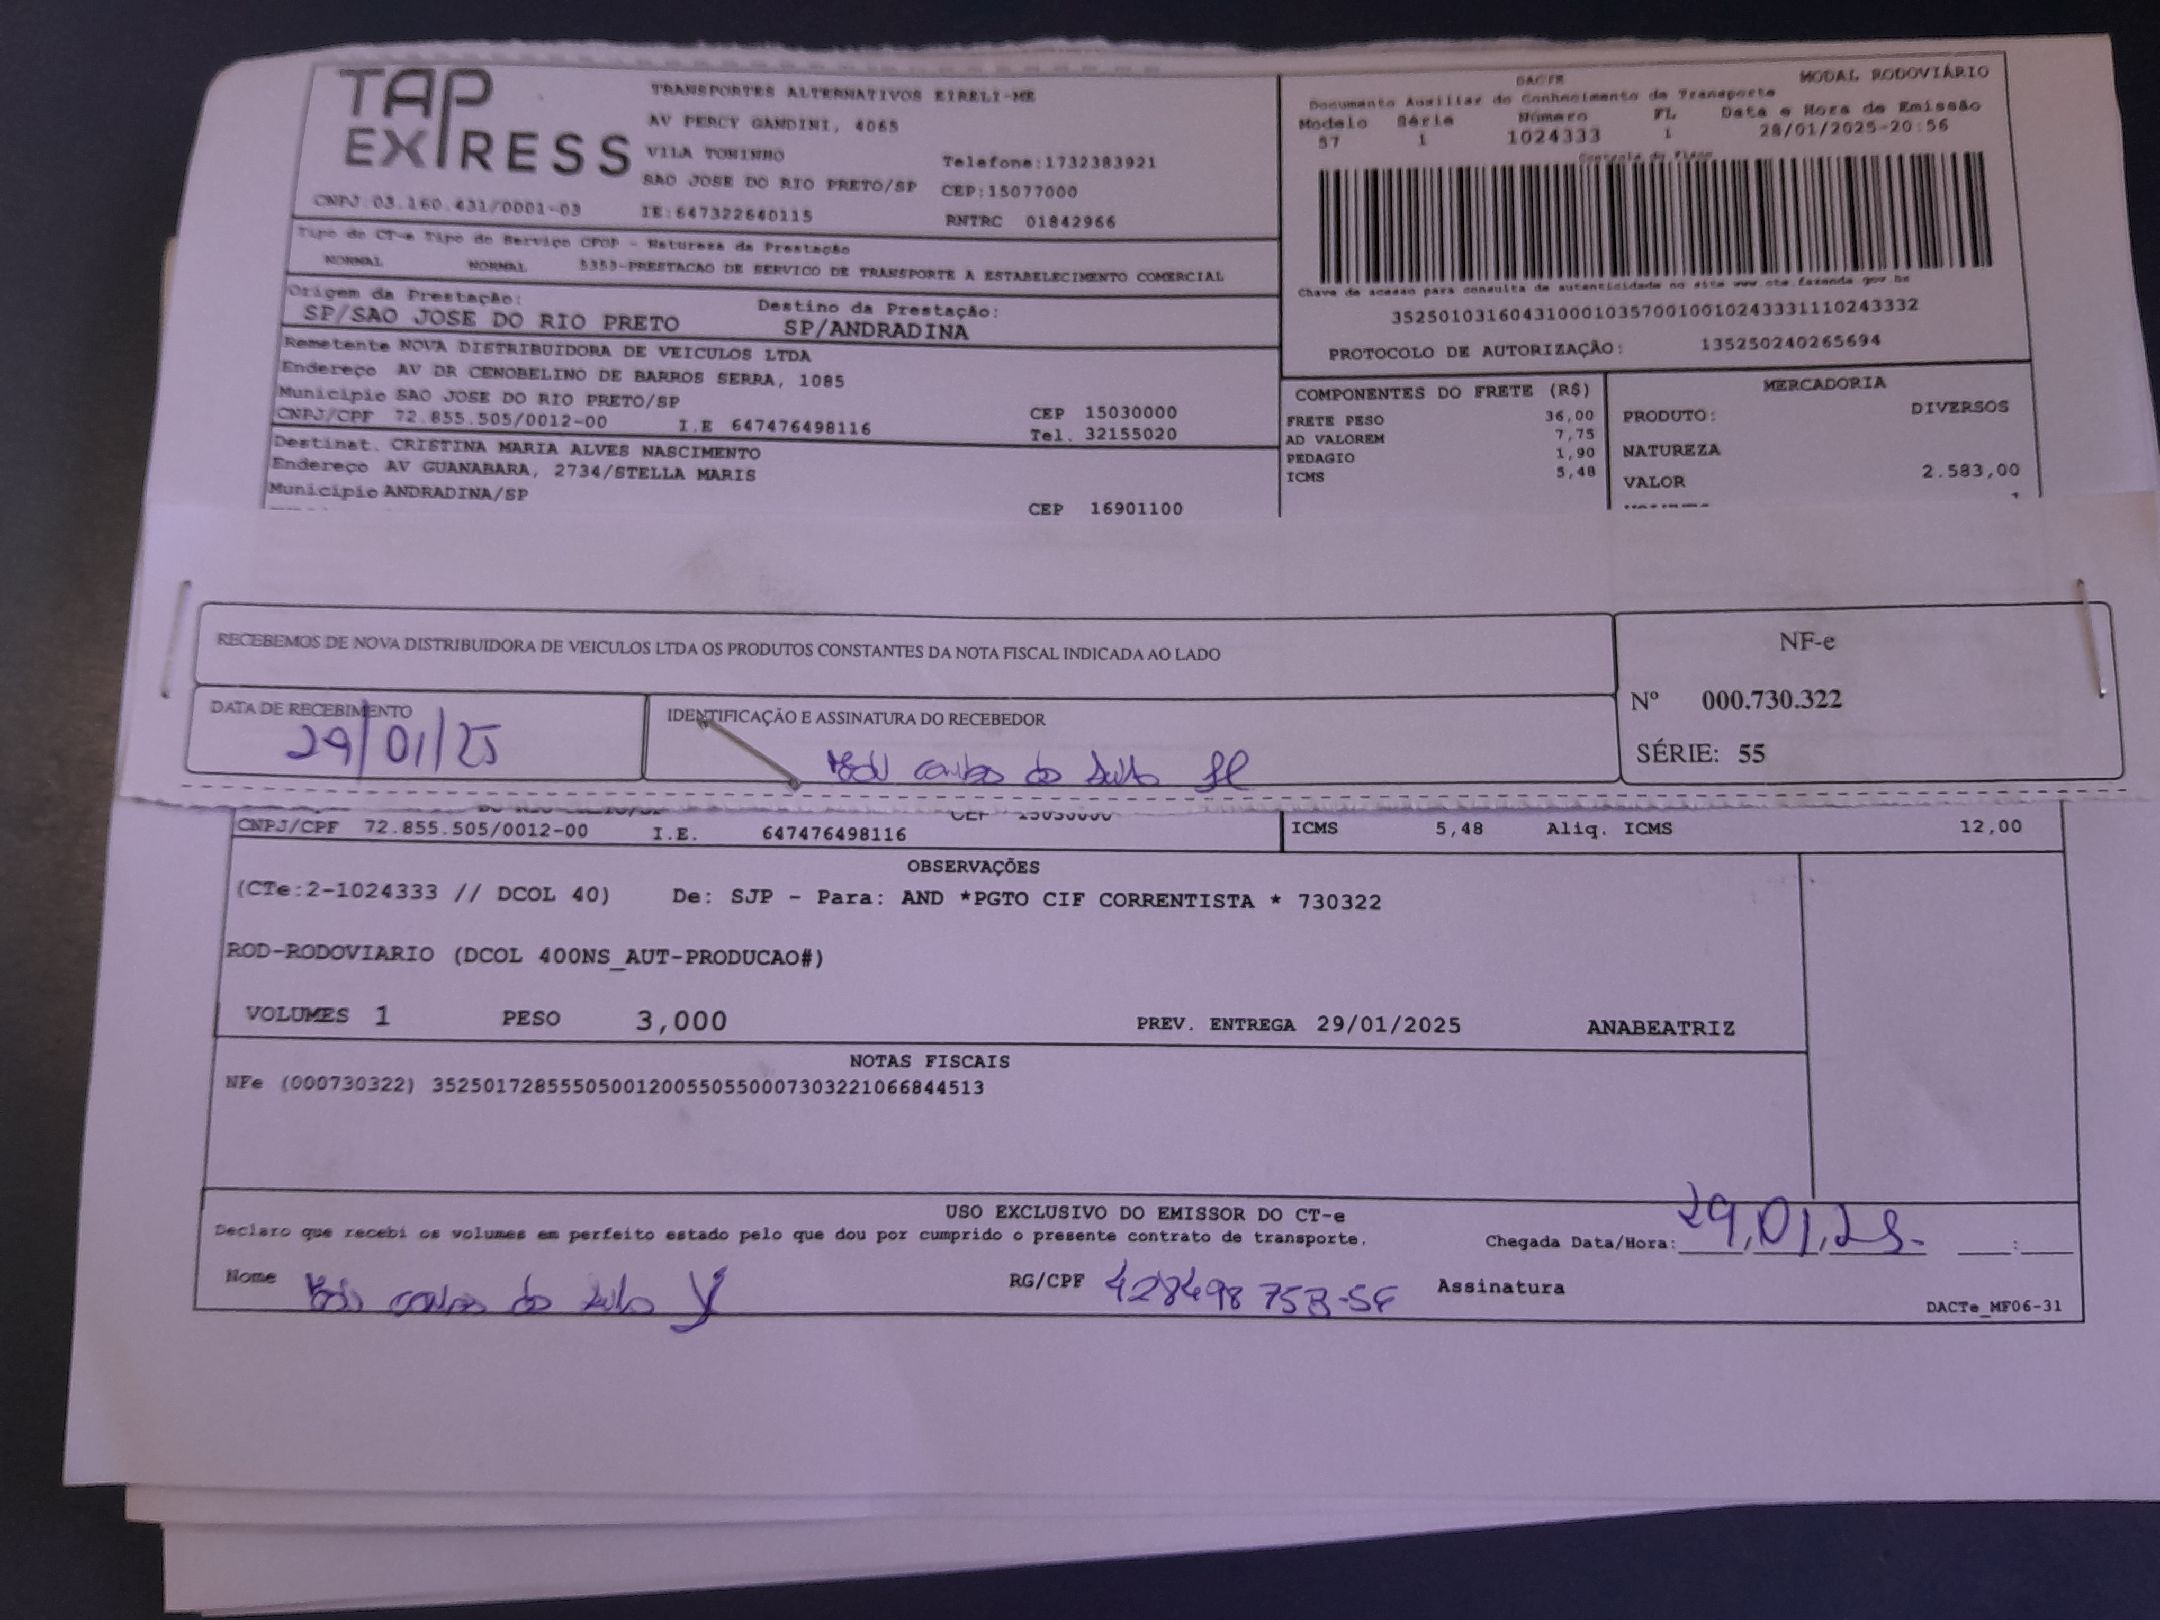 TAP EXPRESS
TRANSPORTES ALTERNATIVOS EIRELI-ME
AV PERCY GANDINI, 4065
VILA TONINHO
Telefone:1732383921
SAO JOSE DO RIO PRETO/SP CEP:15077000
CNPJ:03.160.431/0001-03 IE:647322640115 RNTRC 01842966
DACTE MODAL RODOVIÁRIO
Documento Auxiliar do Conhecimento de Transporte
Modelo Série Número FL Data e Hora de Emissão
57 1 1024333 1 28/01/2025-20:56
Controle do Fisco
Chave de acesso para consulta de autenticidade no site www.cte.fazenda.gov.br
35250103160431000103570010010243331110243332
PROTOCOLO DE AUTORIZAÇÃO: 135250240265694
Tipo do CT-e Tipo do Serviço CFOP - Natureza da Prestação
NORMAL NORMAL 5353-PRESTACAO DE SERVICO DE TRANSPORTE A ESTABELECIMENTO COMERCIAL
Origem da Prestação: Destino da Prestação:
SP/SAO JOSE DO RIO PRETO SP/ANDRADINA
Remetente NOVA DISTRIBUIDORA DE VEICULOS LTDA
Endereço AV DR CENOBELINO DE BARROS SERRA, 1085
Municipio SAO JOSE DO RIO PRETO/SP CEP 15030000
CNPJ/CPF 72.855.505/0012-00 I.E 647476498116 Tel. 32155020
Destinat. CRISTINA MARIA ALVES NASCIMENTO
Endereço AV GUANABARA, 2734/STELLA MARIS
Municipio ANDRADINA/SP CEP 16901100
COMPONENTES DO FRETE (R$)
FRETE PESO 36,00
AD VALOREM 7,75
PEDAGIO 1,90
ICMS 5,48
MERCADORIA
PRODUTO: DIVERSOS
NATUREZA
VALOR 2.583,00
RECEBEMOS DE NOVA DISTRIBUIDORA DE VEICULOS LTDA OS PRODUTOS CONSTANTES DA NOTA FISCAL INDICADA AO LADO
NF-e
Nº 000.730.322
SÉRIE: 55
DATA DE RECEBIMENTO
29/01/25
IDENTIFICAÇÃO E ASSINATURA DO RECEBEDOR
CEP 15030000
CNPJ/CPF 72.855.505/0012-00 I.E. 647476498116 ICMS 5,48 Aliq. ICMS 12,00
OBSERVAÇÕES
(CTe:2-1024333 // DCOL 40) De: SJP - Para: AND *PGTO CIF CORRENTISTA * 730322
ROD-RODOVIARIO (DCOL 400NS_AUT-PRODUCAO#)
VOLUMES 1 PESO 3,000 PREV. ENTREGA 29/01/2025 ANABEATRIZ
NOTAS FISCAIS
NFe (000730322) 35250172855505001200550550007303221066844513
USO EXCLUSIVO DO EMISSOR DO CT-e
Declaro que recebi os volumes em perfeito estado pelo que dou por cumprido o presente contrato de transporte.
Chegada Data/Hora: 29,01,25. __:__
Nome RG/CPF Assinatura
DACTe_MF06-31